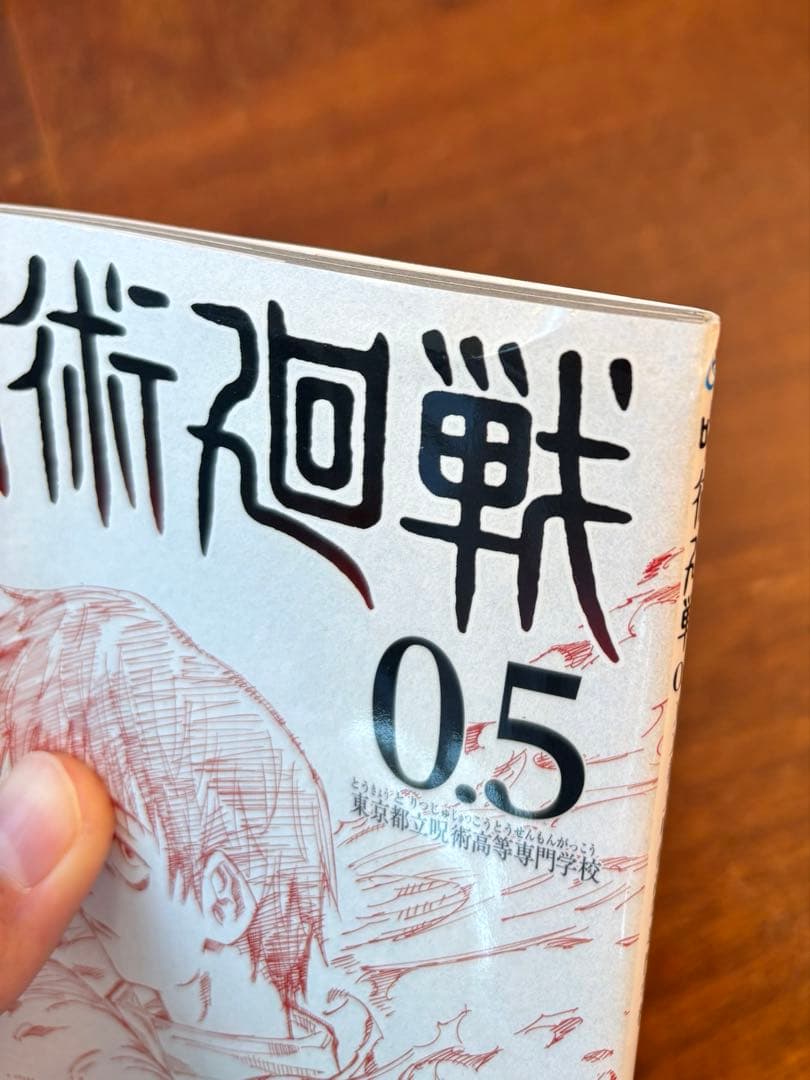 術廻戦
0.5
とうきょうとりつじゅじゅつこうとうせんもんがっこう
東京都立呪術高等専門学校